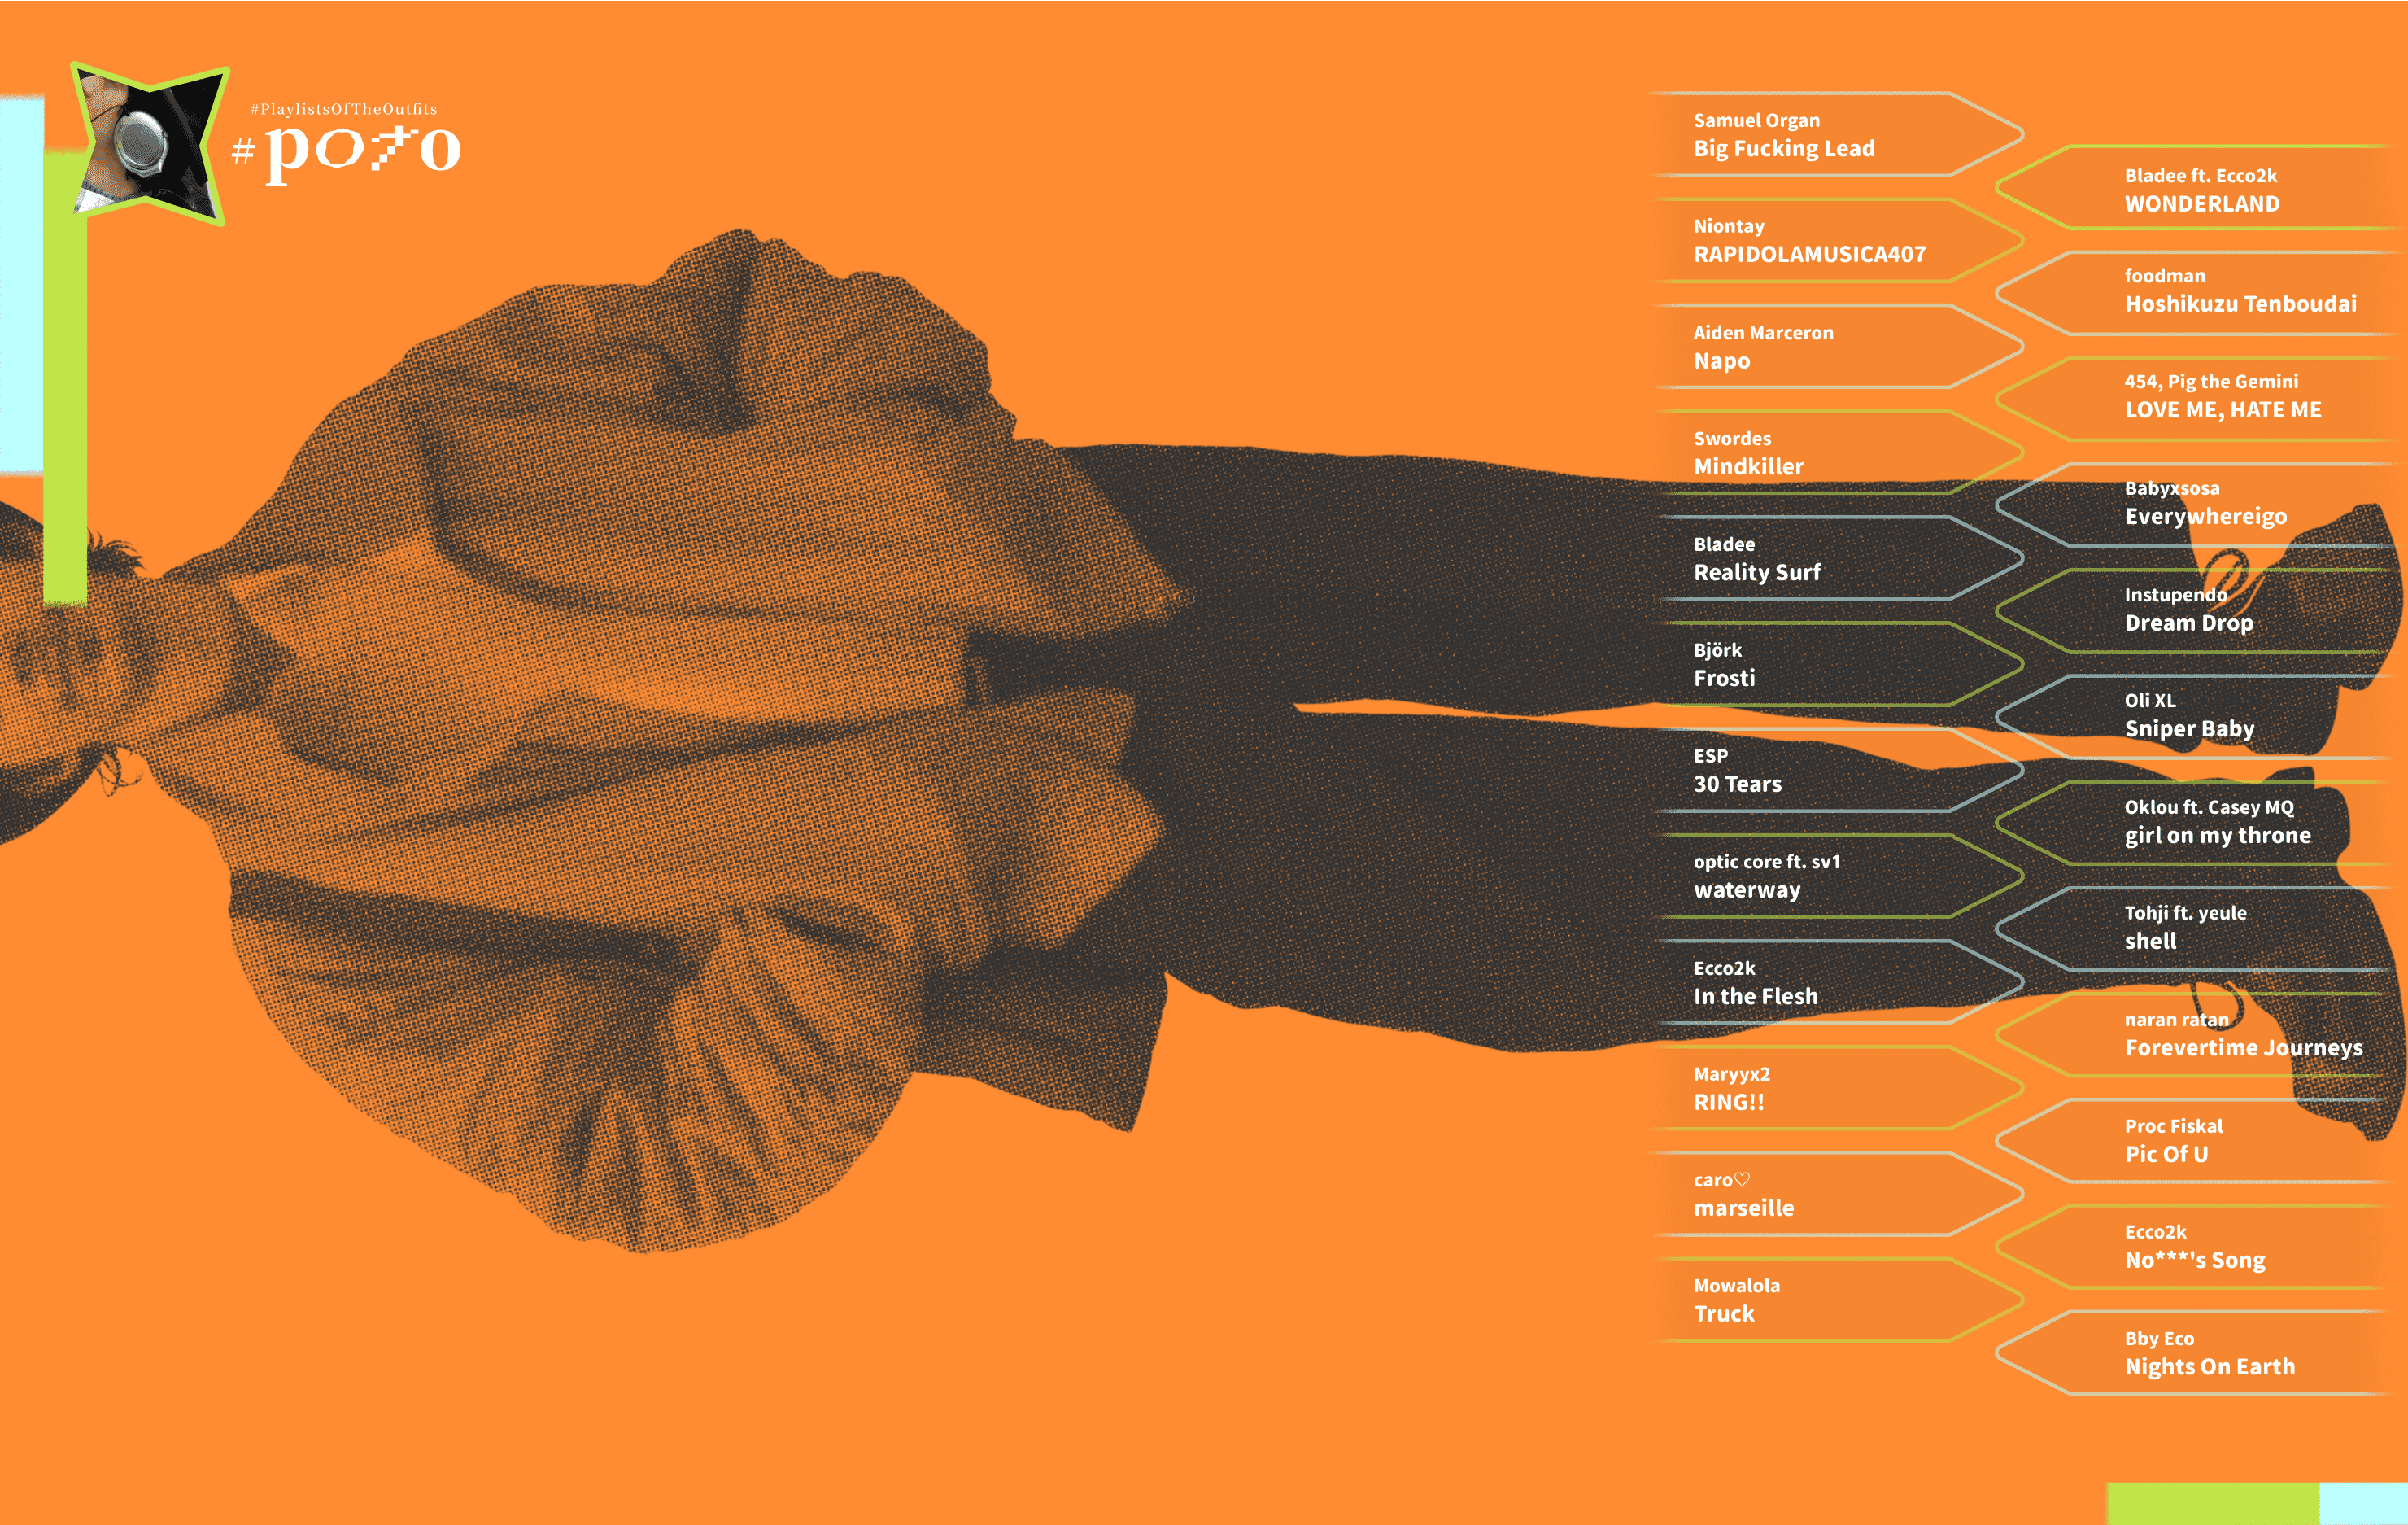 #PlaylistsOfTheOutfits
#poto
Samuel Organ
Big Fucking Lead
Niontay
RAPIDOLAMUSICA407
Aiden Marceron
Napo
Swordes
Mindkiller
Bladee
Reality Surf
Björk
Frosti
ESP
30 Tears
optic core ft. sv1
waterway
Ecco2k
In the Flesh
Maryyx2
RING!!
caro♡
marseille
Mowalola
Truck
Bladee ft. Ecco2k
WONDERLAND
foodman
Hoshikuzu Tenboudai
454, Pig the Gemini
LOVE ME, HATE ME
Babyxsosa
Everywhereigo
Instupendo
Dream Drop
Oli XL
Sniper Baby
Oklou ft. Casey MQ
girl on my throne
Tohji ft. yeule
shell
naran ratan
Forevertime Journeys
Proc Fiskal
Pic Of U
Ecco2k
No***'s Song
Bby Eco
Nights On Earth